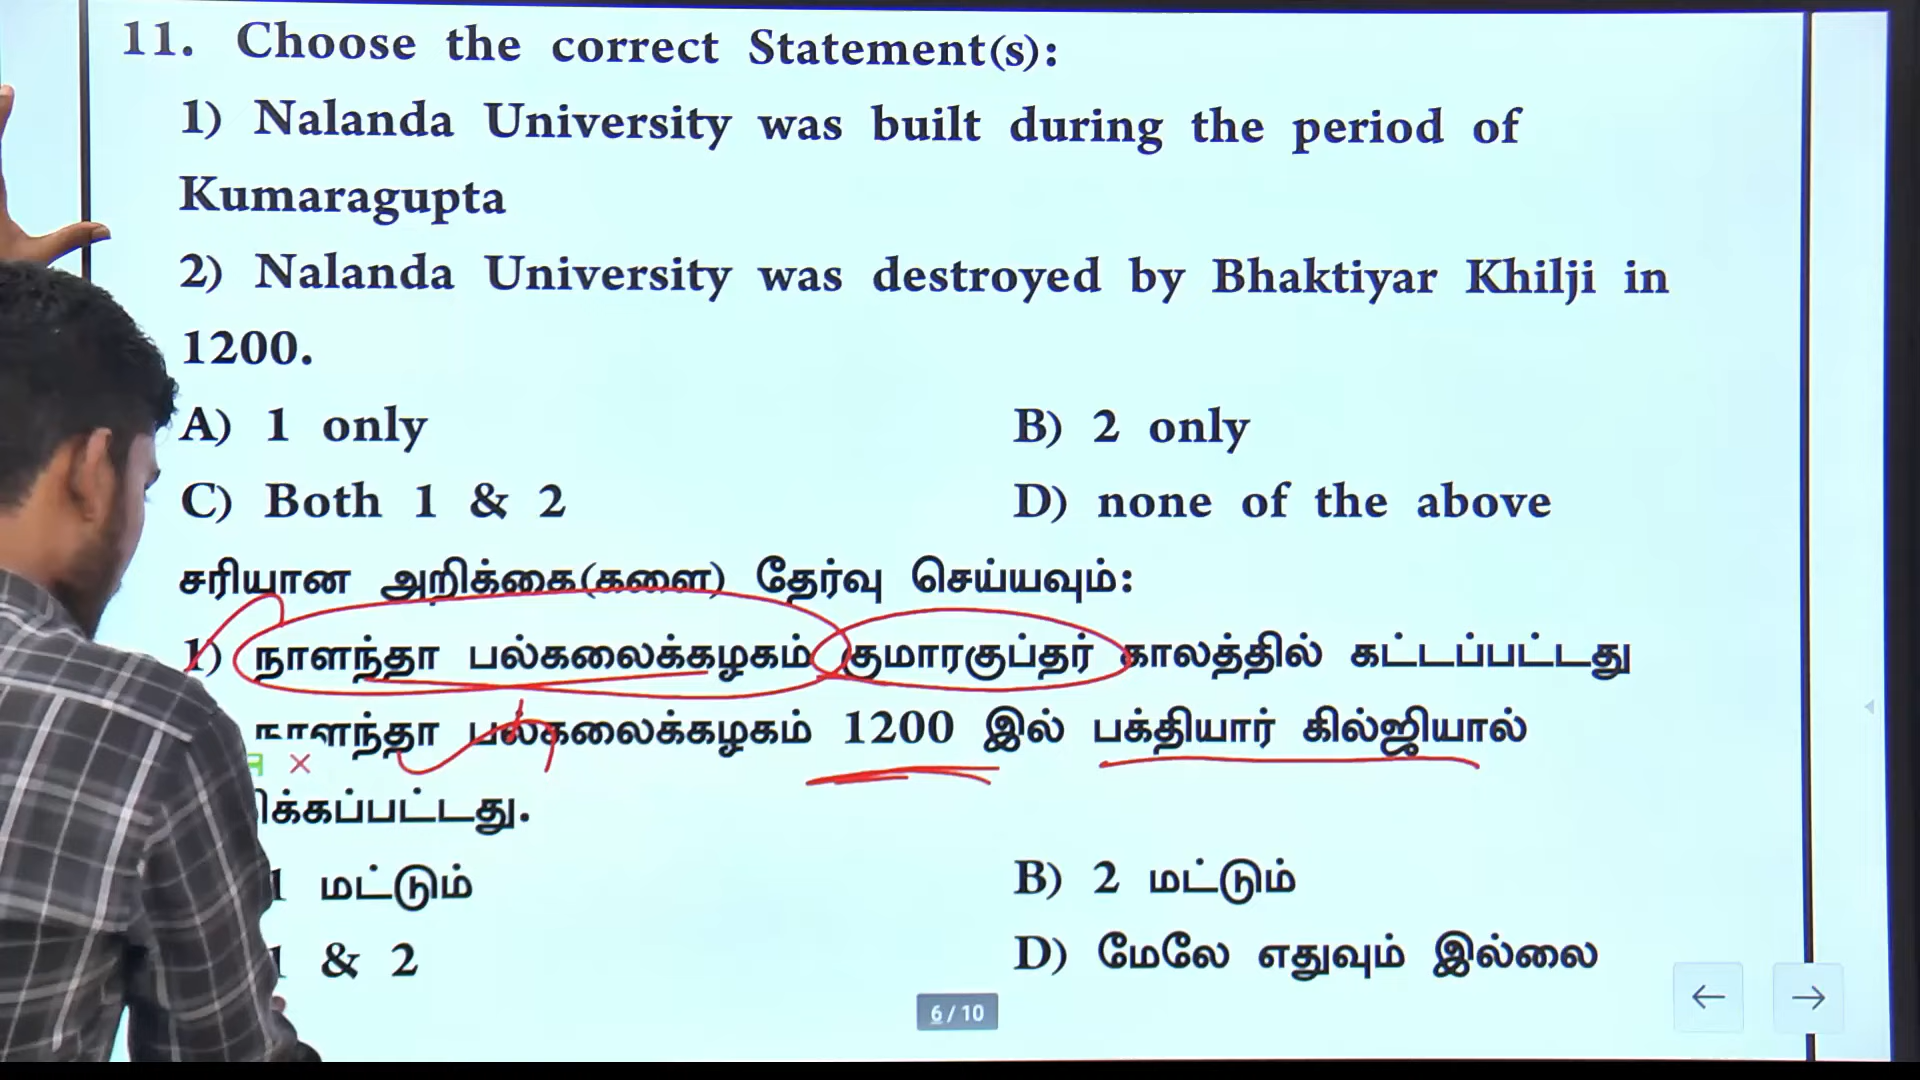 11. Choose the correct Statement(s):
1) Nalanda University was built during the period of
Kumaragupta
2) Nalanda University was destroyed by Bhaktiyar Khilji in
1200.
A) 1 only B) 2 only
C) Both 1 & 2 D) none of the above
சரியான அறிக்கை(களை) தேர்வு செய்யவும்:
1) நாளந்தா பல்கலைக்கழகம் குமாரகுப்தர் காலத்தில் கட்டப்பட்டது
நாளந்தா பல்கலைக்கழகம் 1200 இல் பக்தியார் கில்ஜியால்
ிக்கப்பட்டது.
1 மட்டும் B) 2 மட்டும்
1 & 2 D) மேலே எதுவும் இல்லை
6/10